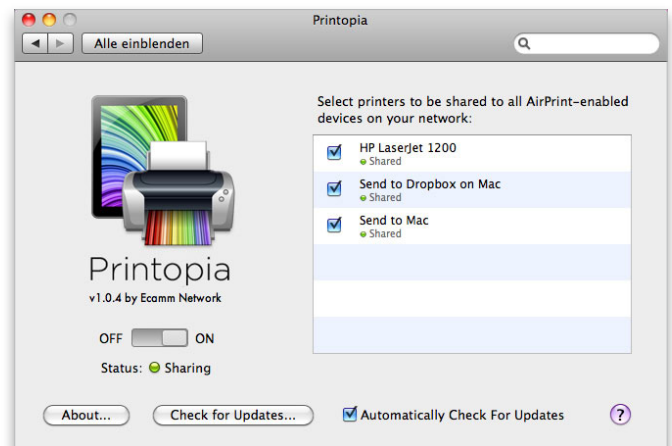 Printopia
Alle einblenden
Select printers to be shared to all AirPrint-enabled
devices on your network:
HP LaserJet 1200
Shared
Send to Dropbox on Mac
Shared
Send to Mac
Shared
Printopia
v1.0.4 by Ecamm Network
OFF ON
Status: Sharing
About... Check for Updates... Automatically Check For Updates ?